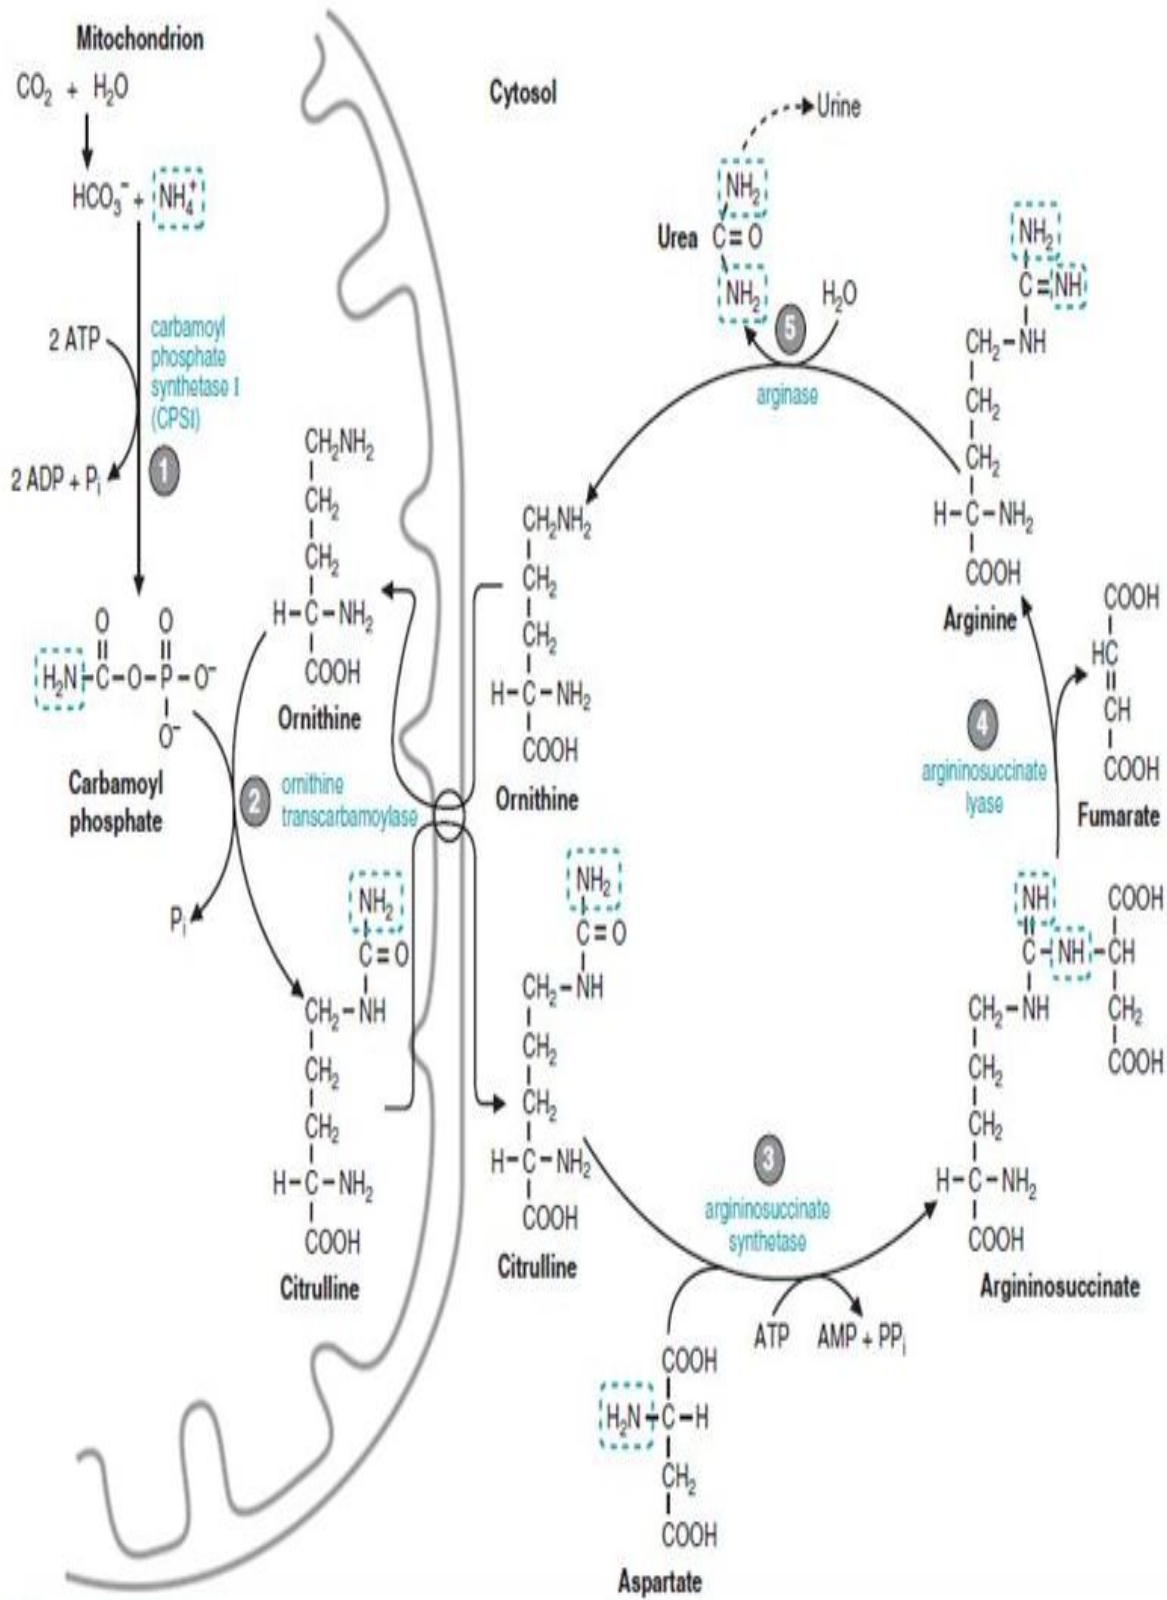 Mitochondrion
CO₂ + H₂O
HCO₃⁻ + NH₄⁺
2 ATP
carbamoyl
phosphate
synthetase I
(CPSI)
1
2 ADP + Pᵢ
O O
H₂N-C-O-P-O⁻
O⁻
Carbamoyl
phosphate
CH₂NH₂
CH₂
CH₂
H-C-NH₂
COOH
Ornithine
2
ornithine
transcarbamoylase
Pᵢ
NH₂
C=O
CH₂-NH
CH₂
CH₂
H-C-NH₂
COOH
Citrulline
Cytosol
Urine
NH₂
Urea C=O
NH₂
H₂O
5
arginase
CH₂NH₂
CH₂
CH₂
H-C-NH₂
COOH
Ornithine
NH₂
C=O
CH₂-NH
CH₂
CH₂
H-C-NH₂
COOH
Citrulline
3
argininosuccinate
synthetase
ATP AMP + PPᵢ
COOH
H₂N-C-H
CH₂
COOH
Aspartate
NH₂
C=NH
CH₂-NH
CH₂
CH₂
H-C-NH₂
COOH
Arginine
4
argininosuccinate
lyase
COOH
HC
CH
COOH
Fumarate
NH COOH
C-NH-CH
CH₂-NH CH₂
CH₂ COOH
CH₂
H-C-NH₂
COOH
Argininosuccinate